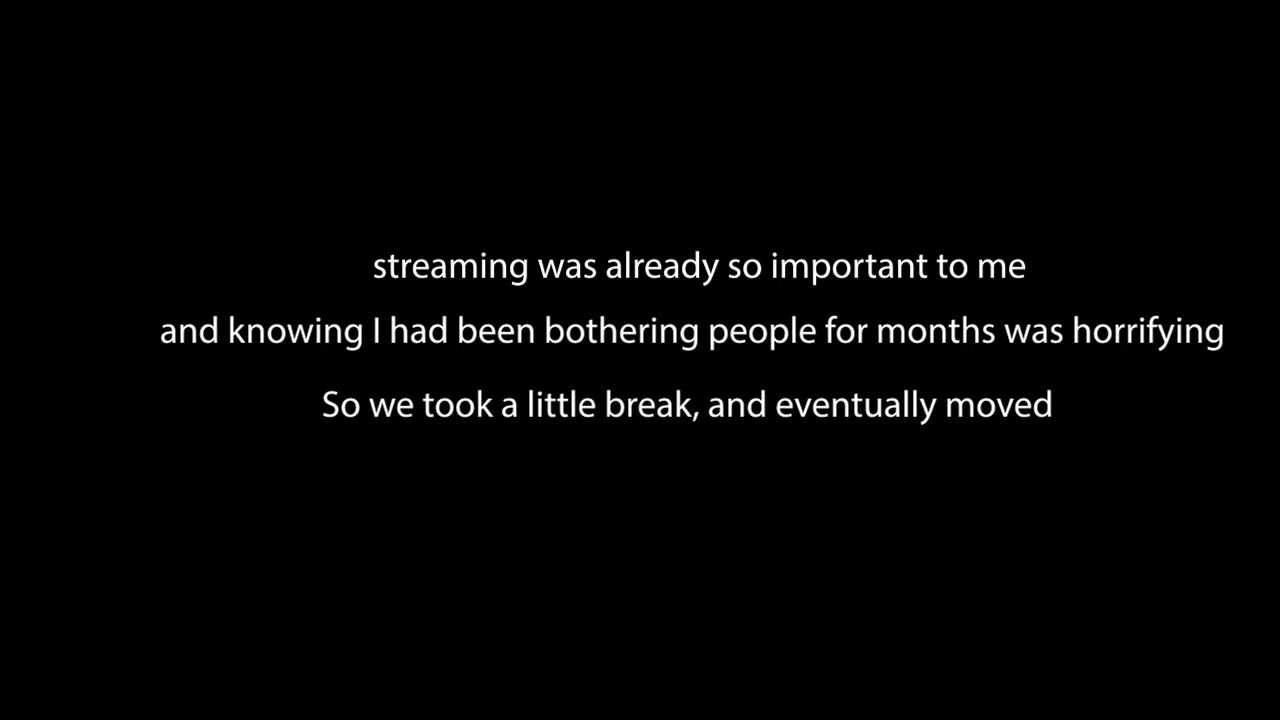 streaming was already so important to me
and knowing I had been bothering people for months was horrifying
So we took a little break, and eventually moved